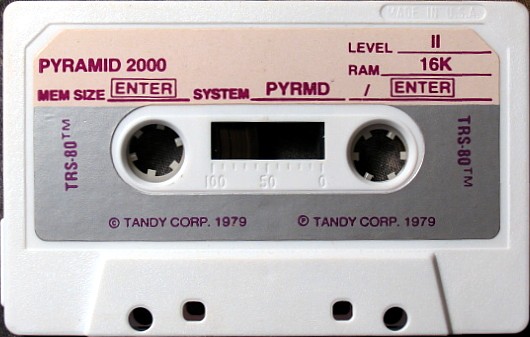 MADE IN U.S.A.
LEVEL II
PYRAMID 2000
RAM 16K
MEM SIZE ENTER SYSTEM PYRMD / ENTER
TRS-80™
TRS-80™
100 50 0
© TANDY CORP. 1979 ℗ TANDY CORP. 1979